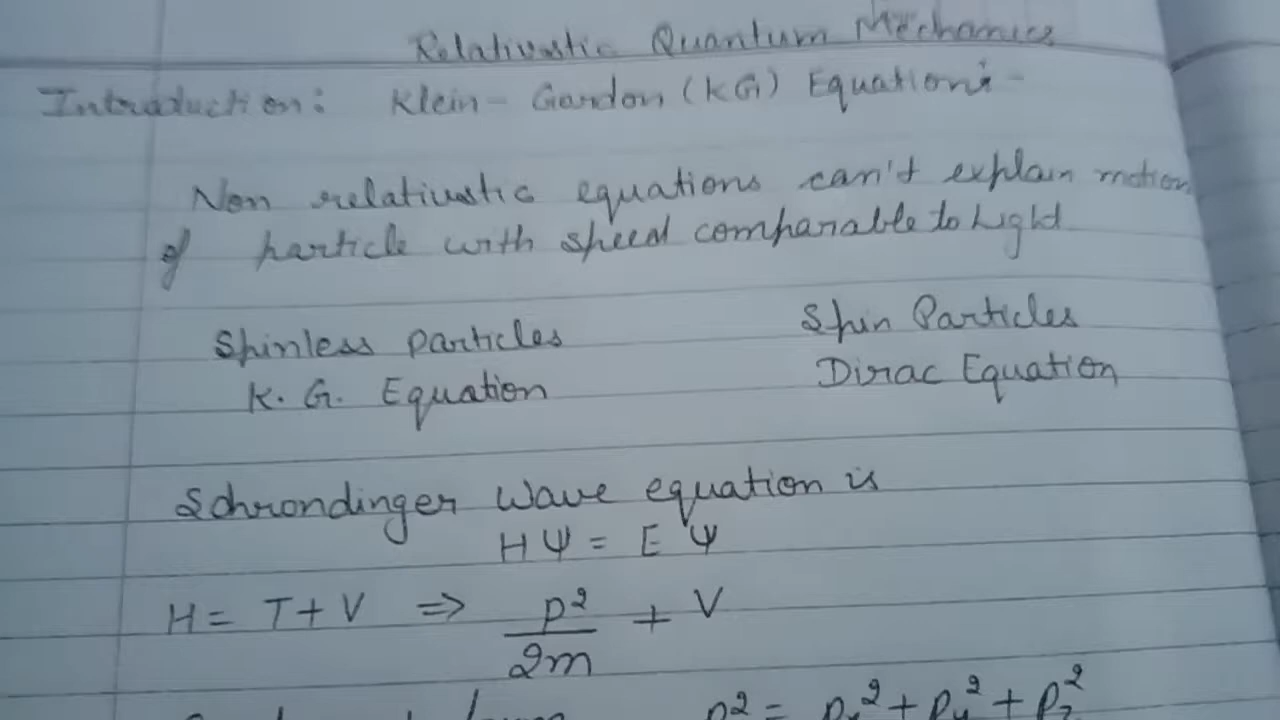 Relativistic Quantum Mechanics
Introduction: Klein-Gordon (KG) Equation:-
Non relativistic equations can't explain motion
of particle with speed comparable to light
Spinless Particles Spin Particles
K. G. Equation Dirac Equation
Schrondinger Wave equation is
Hψ = Eψ
H = T + V ⇒ p²/2m + V
p² = pₓ² + pᵧ² + p_z²